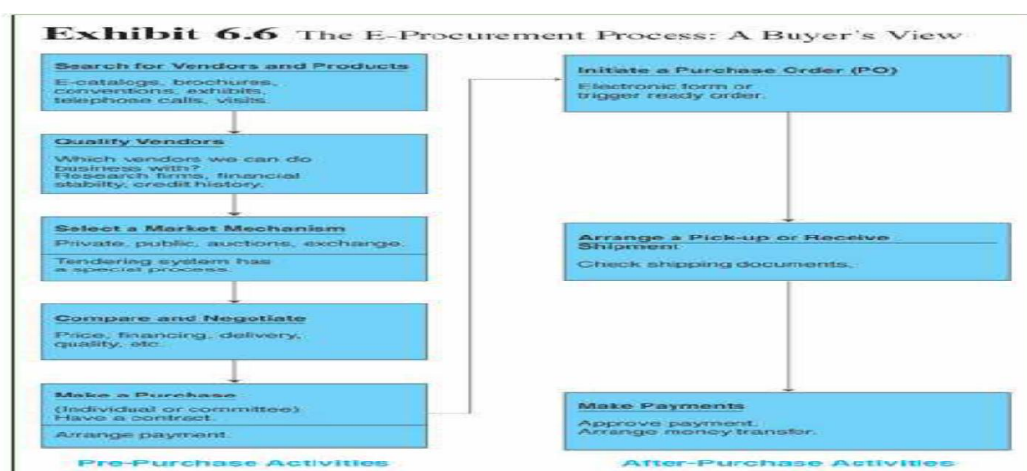 Exhibit 6.6 The E-Procurement Process: A Buyer's View
Search for Vendors and Products
E-catalogs, brochures,
conventions, exhibits,
telephone calls, visits.
Qualify Vendors
Which vendors we can do
business with?
Research firms, financial
stabilty, credit history.
Select a Market Mechanism
Private, public, auctions, exchange.
Tendering system has
a special process.
Compare and Negotiate
Price, financing, delivery,
quality, etc.
Make a Purchase
(Individual or committee)
Have a contract.
Arrange payment.
Pre-Purchase Activities
Initiate a Purchase Order (PO)
Electronic form or
trigger ready order.
Arrange a Pick-up or Receive
Shipment
Check shipping documents.
Make Payments
Approve payment.
Arrange money transfer.
After-Purchase Activities